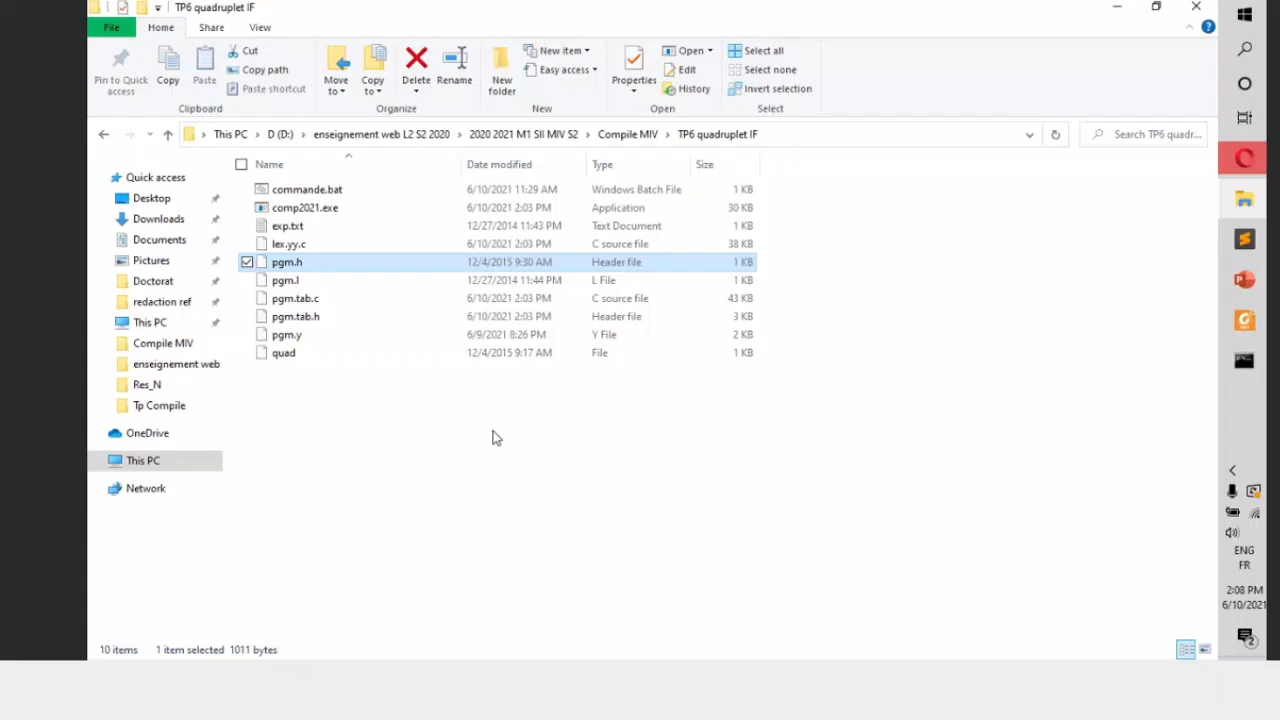 TP6 quadruplet IF
File Home Share View
Pin to Quick access
Copy
Paste
Cut
Copy path
Paste shortcut
Clipboard
Move to
Copy to
Delete
Rename
Organize
New folder
New item
Easy access
New
Properties
Open
Edit
History
Open
Select all
Select none
Invert selection
Select
This PC > D (D:) > enseignement web L2 S2 2020 > 2020 2021 M1 SII MIV S2 > Compile MIV > TP6 quadruplet IF
Search TP6 quadr...
Quick access
Desktop
Downloads
Documents
Pictures
Doctorat
redaction ref
This PC
Compile MIV
enseignement web
Res_N
Tp Compile
OneDrive
This PC
Network
Name Date modified Type Size
commande.bat 6/10/2021 11:29 AM Windows Batch File 1 KB
comp2021.exe 6/10/2021 2:03 PM Application 30 KB
exp.txt 12/27/2014 11:43 PM Text Document 1 KB
lex.yy.c 6/10/2021 2:03 PM C source file 38 KB
pgm.h 12/4/2015 9:30 AM Header file 1 KB
pgm.l 12/27/2014 11:44 PM L File 1 KB
pgm.tab.c 6/10/2021 2:03 PM C source file 43 KB
pgm.tab.h 6/10/2021 2:03 PM Header file 3 KB
pgm.y 6/9/2021 8:26 PM Y File 2 KB
quad 12/4/2015 9:17 AM File 1 KB
10 items 1 item selected 1011 bytes
ENG
FR
2:08 PM
6/10/2021
2